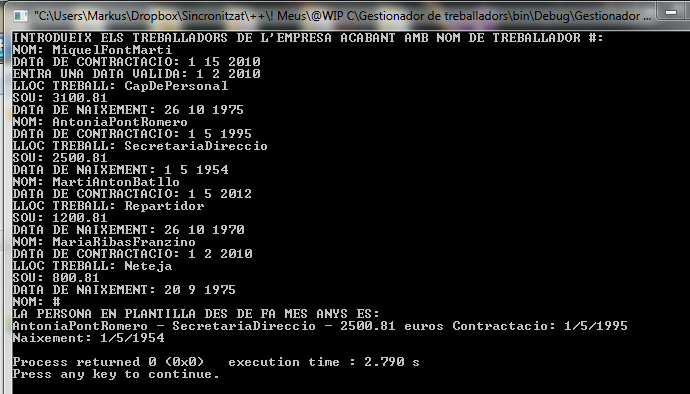 "C:\Users\Markus\Dropbox\Sincronitzat\++\! Meus\@WIP C\Gestionador de treballadors\bin\Debug\Gestionador ...
INTRODUEIX ELS TREBALLADORS DE L'EMPRESA ACABANT AMB NOM DE TREBALLADOR #:
NOM: MiquelFontMarti
DATA DE CONTRACTACIO: 1 15 2010
ENTRA UNA DATA VALIDA: 1 2 2010
LLOC TREBALL: CapDePersonal
SOU: 3100.81
DATA DE NAIXEMENT: 26 10 1975
NOM: AntoniaPontRomero
DATA DE CONTRACTACIO: 1 5 1995
LLOC TREBALL: SecretariaDireccio
SOU: 2500.81
DATA DE NAIXEMENT: 1 5 1954
NOM: MartiAntonBatllo
DATA DE CONTRACTACIO: 1 5 2012
LLOC TREBALL: Repartidor
SOU: 1200.81
DATA DE NAIXEMENT: 26 10 1970
NOM: MariaRibasFranzino
DATA DE CONTRACTACIO: 1 2 2010
LLOC TREBALL: Neteja
SOU: 800.81
DATA DE NAIXEMENT: 20 9 1975
NOM: #
LA PERSONA EN PLANTILLA DES DE FA MES ANYS ES:
AntoniaPontRomero - SecretariaDireccio - 2500.81 euros Contractacio: 1/5/1995
Naixement: 1/5/1954
Process returned 0 (0x0)   execution time : 2.790 s
Press any key to continue.